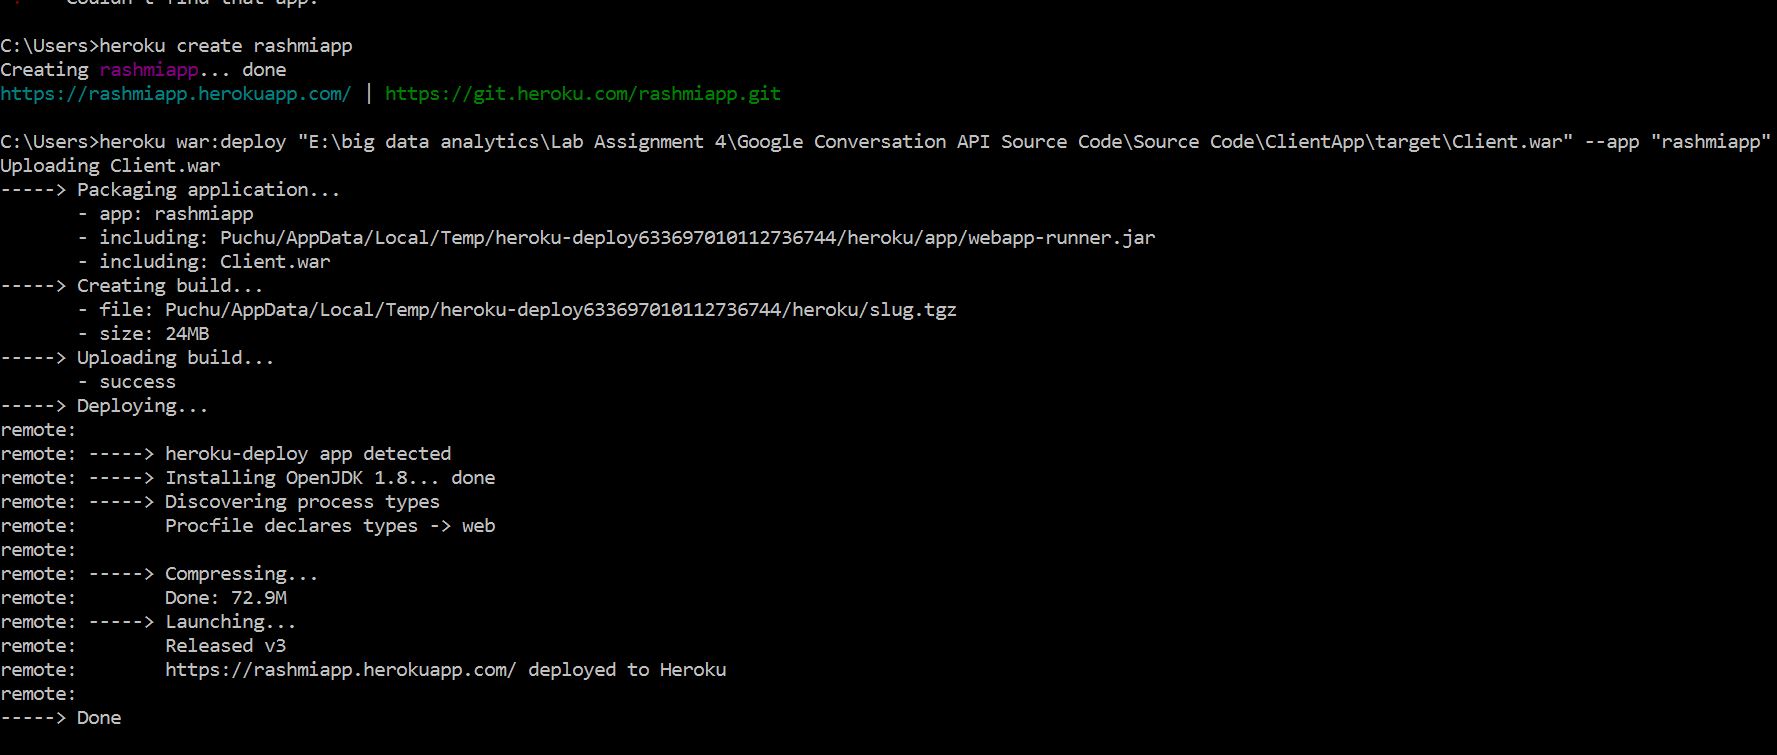 ! Couldn't find that app.
C:\Users>heroku create rashmiapp
Creating rashmiapp... done
https://rashmiapp.herokuapp.com/ | https://git.heroku.com/rashmiapp.git
C:\Users>heroku war:deploy "E:\big data analytics\Lab Assignment 4\Google Conversation API Source Code\Source Code\ClientApp\target\Client.war" --app "rashmiapp"
Uploading Client.war
-----> Packaging application...
- app: rashmiapp
- including: Puchu/AppData/Local/Temp/heroku-deploy633697010112736744/heroku/app/webapp-runner.jar
- including: Client.war
-----> Creating build...
- file: Puchu/AppData/Local/Temp/heroku-deploy633697010112736744/heroku/slug.tgz
- size: 24MB
-----> Uploading build...
- success
-----> Deploying...
remote:
remote: -----> heroku-deploy app detected
remote: -----> Installing OpenJDK 1.8... done
remote: -----> Discovering process types
remote: Procfile declares types -> web
remote:
remote: -----> Compressing...
remote: Done: 72.9M
remote: -----> Launching...
remote: Released v3
remote: https://rashmiapp.herokuapp.com/ deployed to Heroku
remote:
-----> Done